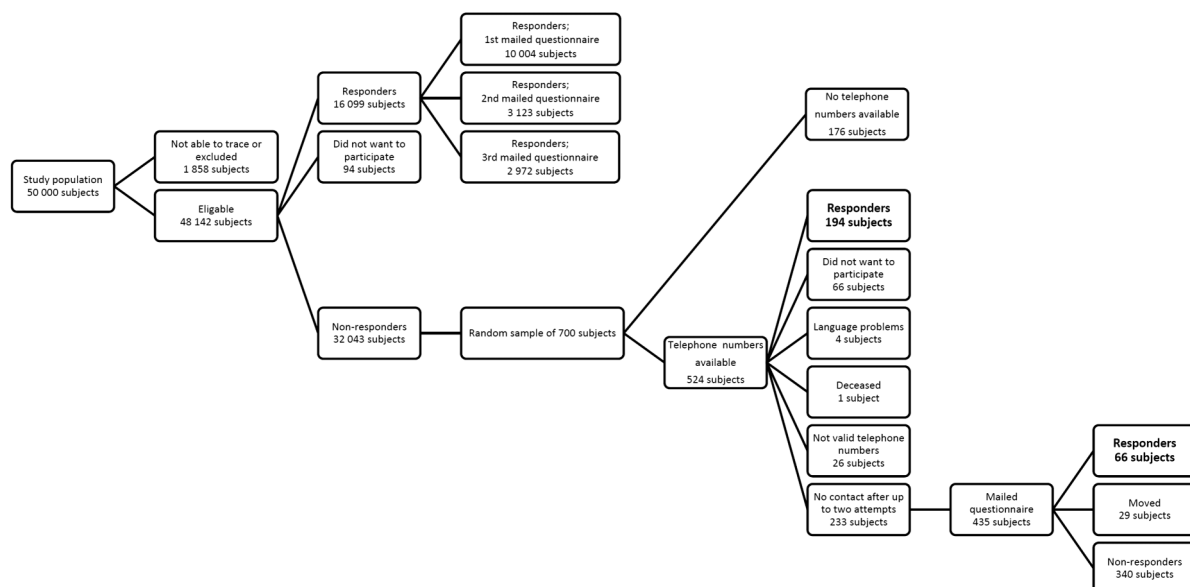 Study population
50 000 subjects
Not able to trace or
excluded
1 858 subjects
Eligable
48 142 subjects
Responders
16 099 subjects
Did not want to
participate
94 subjects
Non-responders
32 043 subjects
Responders;
1st mailed questionnaire
10 004 subjects
Responders;
2nd mailed questionnaire
3 123 subjects
Responders;
3rd mailed questionnaire
2 972 subjects
Random sample of 700 subjects
No telephone
numbers available
176 subjects
Telephone numbers
available
524 subjects
Responders
194 subjects
Did not want to
participate
66 subjects
Language problems
4 subjects
Deceased
1 subject
Not valid telephone
numbers
26 subjects
No contact after up
to two attempts
233 subjects
Mailed
questionnaire
435 subjects
Responders
66 subjects
Moved
29 subjects
Non-responders
340 subjects